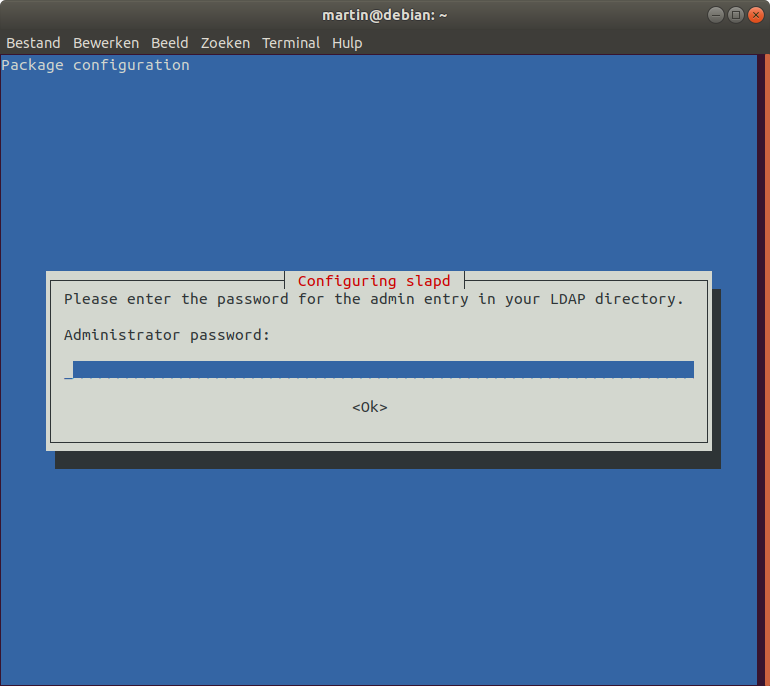 martin@debian: ~
Bestand Bewerken Beeld Zoeken Terminal Hulp
Package configuration
Configuring slapd
Please enter the password for the admin entry in your LDAP directory.
Administrator password:
<Ok>